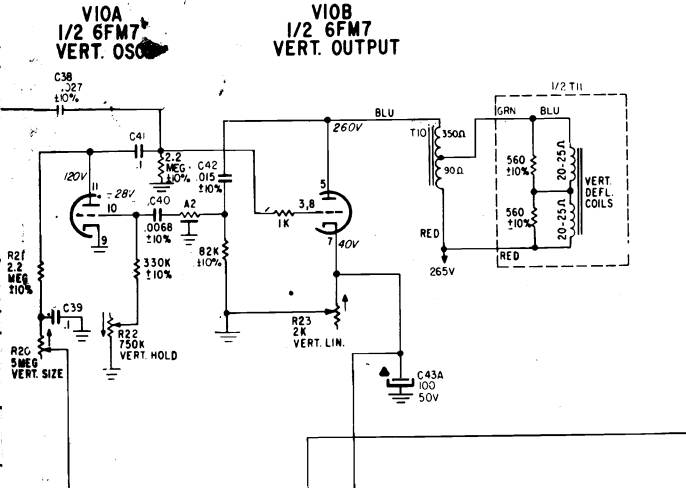 V10A
1/2 6FM7
VERT. OSC
V10B
1/2 6FM7
VERT. OUTPUT
C38
.027
±10%
C41
.1
2.2
MEG
±10%
C42
.015
±10%
BLU
260V
T10
350Ω
90Ω
RED
265V
1/2 T11
GRN
BLU
560
±10%
560
±10%
20-25Ω
20-25Ω
VERT.
DEFL.
COILS
RED
120V
11
-28V
10
9
C40
.0068
±10%
A2
82K
±10%
1K
3,8
5
7
40V
R21
2.2
MEG
±10%
C39
.1
330K
±10%
R20
5MEG
VERT. SIZE
R22
750K
VERT. HOLD
R23
2K
VERT. LIN.
C43A
100
50V